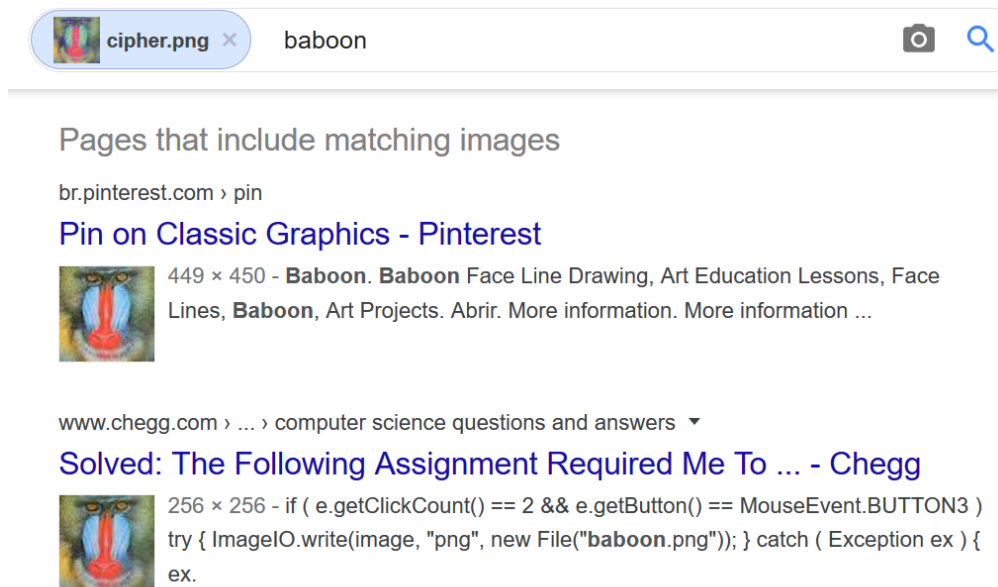 cipher.png × baboon
Pages that include matching images
br.pinterest.com › pin
Pin on Classic Graphics - Pinterest
449 × 450 - Baboon. Baboon Face Line Drawing, Art Education Lessons, Face
Lines, Baboon, Art Projects. Abrir. More information. More information ...
www.chegg.com › ... › computer science questions and answers
Solved: The Following Assignment Required Me To ... - Chegg
256 × 256 - if ( e.getClickCount() == 2 && e.getButton() == MouseEvent.BUTTON3 )
try { ImageIO.write(image, "png", new File("baboon.png")); } catch ( Exception ex ) {
ex.